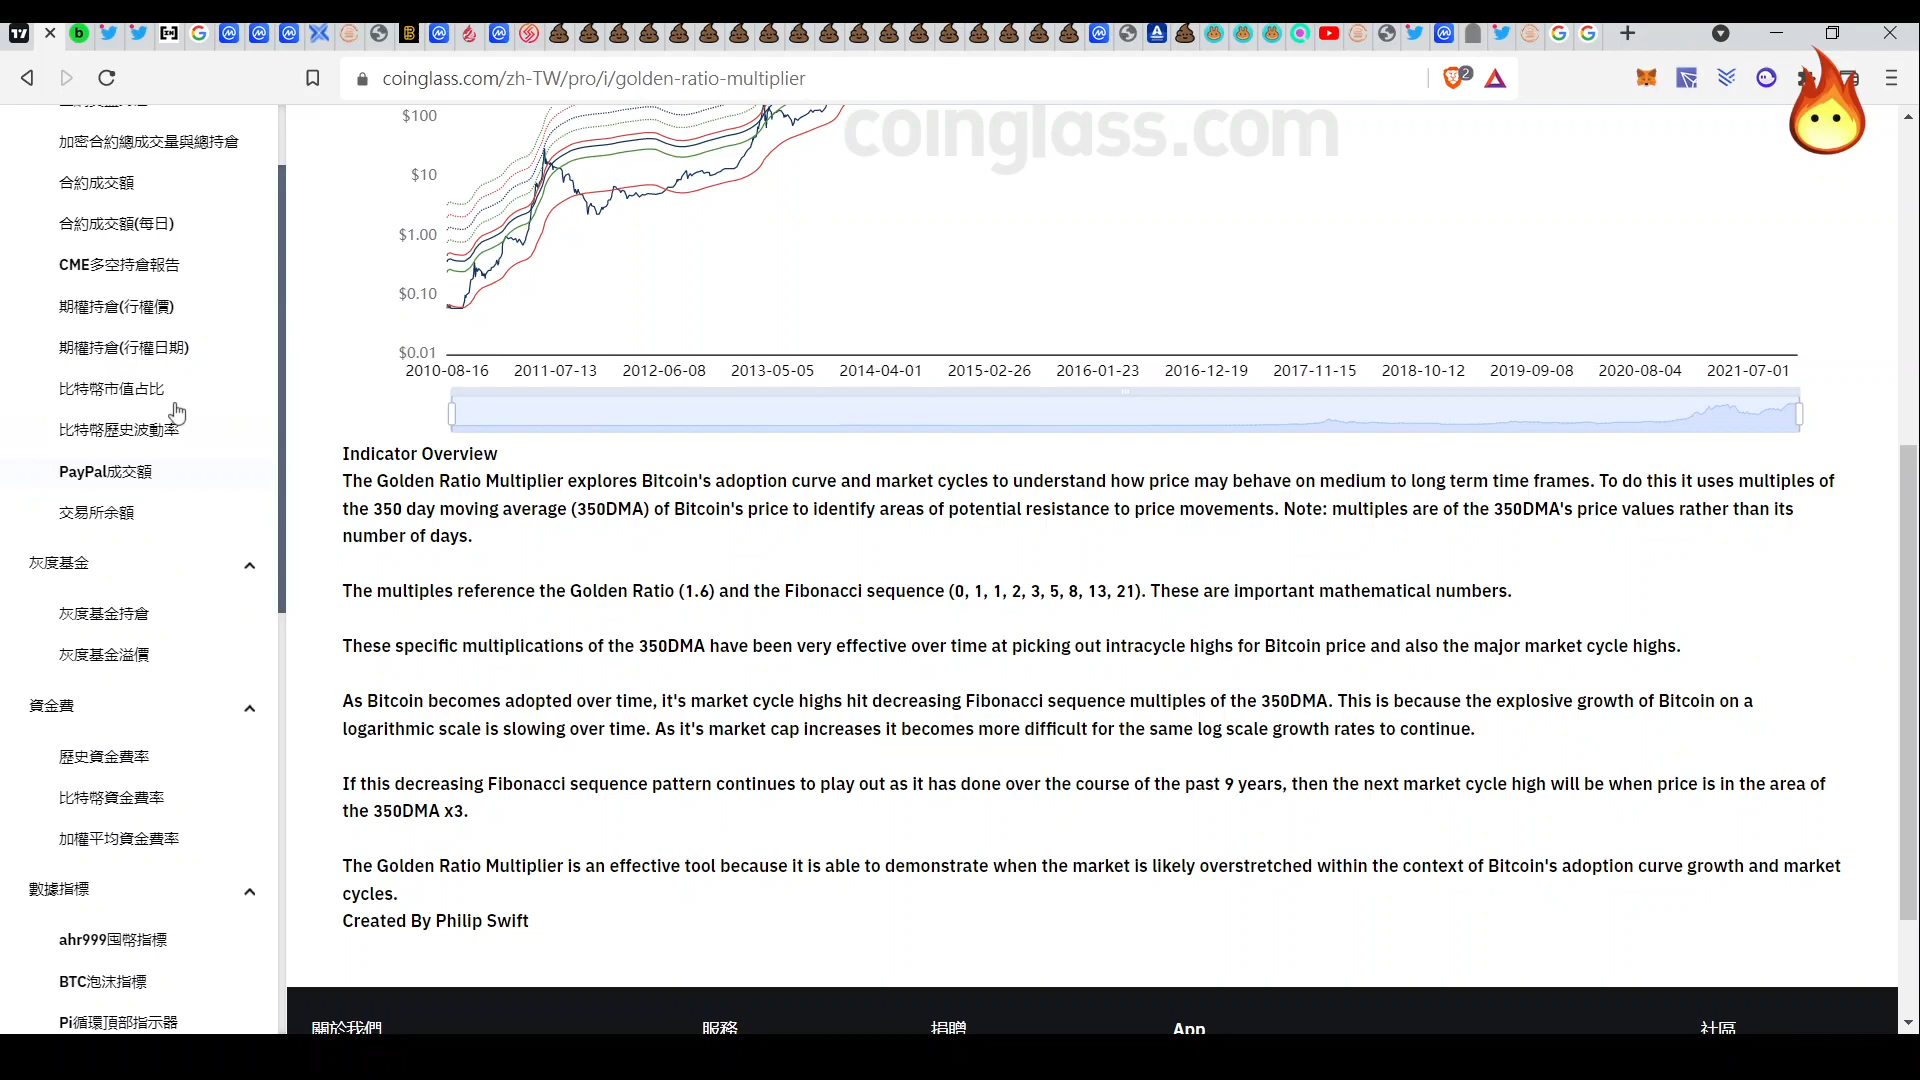 coinglass.com/zh-TW/pro/i/golden-ratio-multiplier
2
加密合約總成交量與總持倉
合約成交額
合約成交額(每日)
CME多空持倉報告
期權持倉(行權價)
期權持倉(行權日期)
比特幣市值占比
比特幣歷史波動率
PayPal成交額
交易所余額
灰度基金
灰度基金持倉
灰度基金溢價
資金費
歷史資金費率
比特幣資金費率
加權平均資金費率
數據指標
ahr999囤幣指標
BTC泡沫指標
Pi循環頂部指示器
coinglass.com
$100
$10
$1.00
$0.10
$0.01
2010-08-16 2011-07-13 2012-06-08 2013-05-05 2014-04-01 2015-02-26 2016-01-23 2016-12-19 2017-11-15 2018-10-12 2019-09-08 2020-08-04 2021-07-01
Indicator Overview
The Golden Ratio Multiplier explores Bitcoin's adoption curve and market cycles to understand how price may behave on medium to long term time frames. To do this it uses multiples of
the 350 day moving average (350DMA) of Bitcoin's price to identify areas of potential resistance to price movements. Note: multiples are of the 350DMA's price values rather than its
number of days.
The multiples reference the Golden Ratio (1.6) and the Fibonacci sequence (0, 1, 1, 2, 3, 5, 8, 13, 21). These are important mathematical numbers.
These specific multiplications of the 350DMA have been very effective over time at picking out intracycle highs for Bitcoin price and also the major market cycle highs.
As Bitcoin becomes adopted over time, it's market cycle highs hit decreasing Fibonacci sequence multiples of the 350DMA. This is because the explosive growth of Bitcoin on a
logarithmic scale is slowing over time. As it's market cap increases it becomes more difficult for the same log scale growth rates to continue.
If this decreasing Fibonacci sequence pattern continues to play out as it has done over the course of the past 9 years, then the next market cycle high will be when price is in the area of
the 350DMA x3.
The Golden Ratio Multiplier is an effective tool because it is able to demonstrate when the market is likely overstretched within the context of Bitcoin's adoption curve growth and market
cycles.
Created By Philip Swift
關於我們 服務 捐贈 App 社區